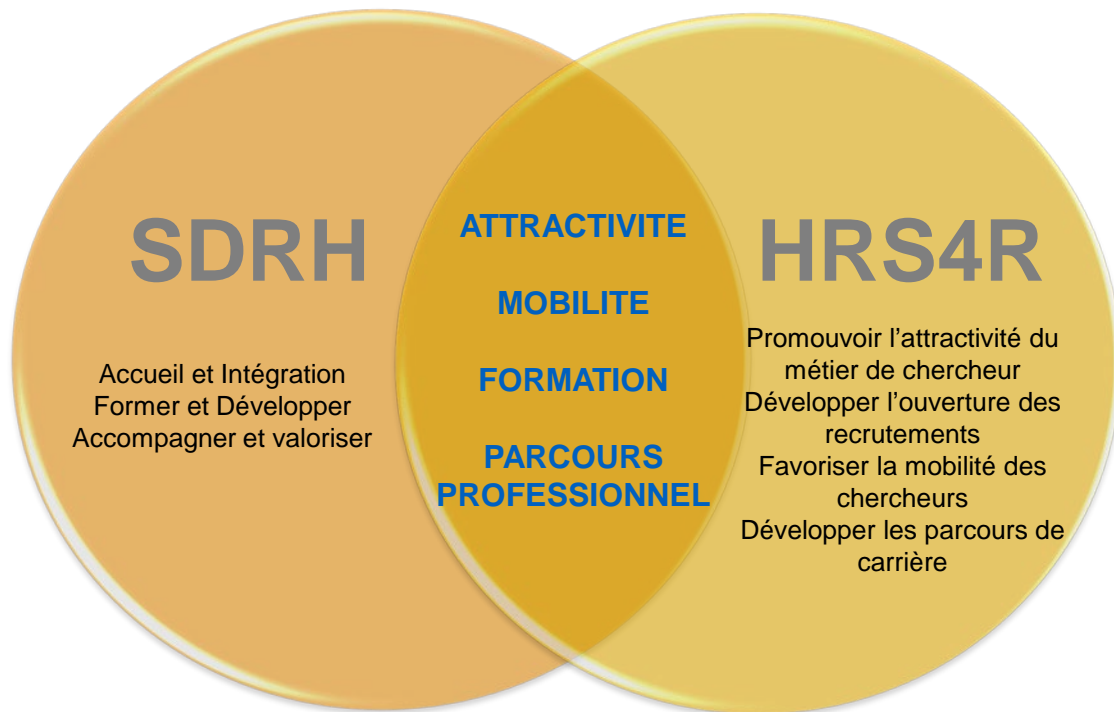 SDRH
Accueil et Intégration
Former et Développer
Accompagner et valoriser
ATTRACTIVITE
MOBILITE
FORMATION
PARCOURS
PROFESSIONNEL
HRS4R
Promouvoir l’attractivité du
métier de chercheur
Développer l’ouverture des
recrutements
Favoriser la mobilité des
chercheurs
Développer les parcours de
carrière